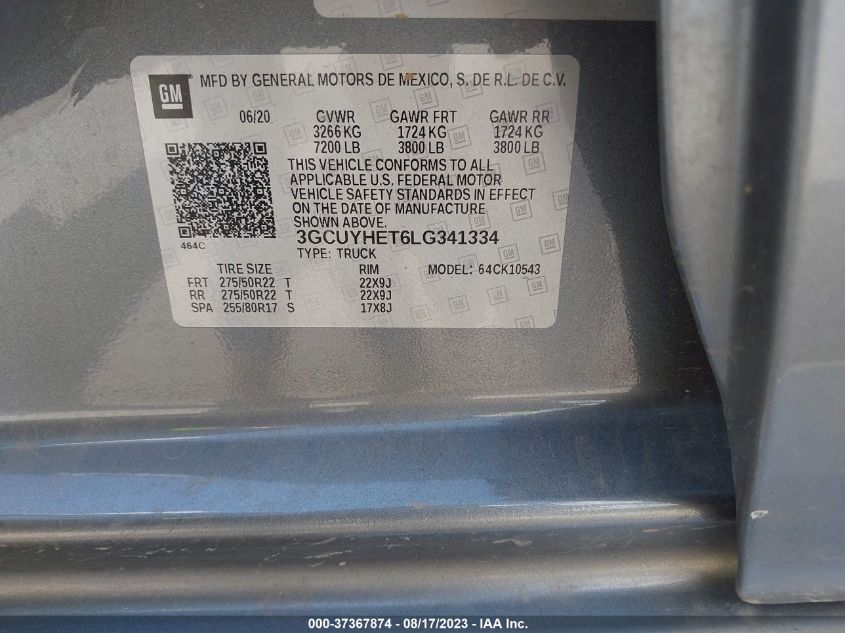 GM
MFD BY GENERAL MOTORS DE MEXICO, S. DE R.L. DE C.V.
06/20 GVWR GAWR FRT GAWR RR
3266 KG 1724 KG 1724 KG
7200 LB 3800 LB 3800 LB
THIS VEHICLE CONFORMS TO ALL
APPLICABLE U.S. FEDERAL MOTOR
VEHICLE SAFETY STANDARDS IN EFFECT
ON THE DATE OF MANUFACTURE
SHOWN ABOVE.
464C
3GCUYHET6LG341334
TYPE: TRUCK
TIRE SIZE RIM MODEL: 64CK10543
FRT 275/50R22 T 22X9J
RR 275/50R22 T 22X9J
SPA 255/80R17 S 17X8J
000-37367874 - 08/17/2023 - IAA Inc.